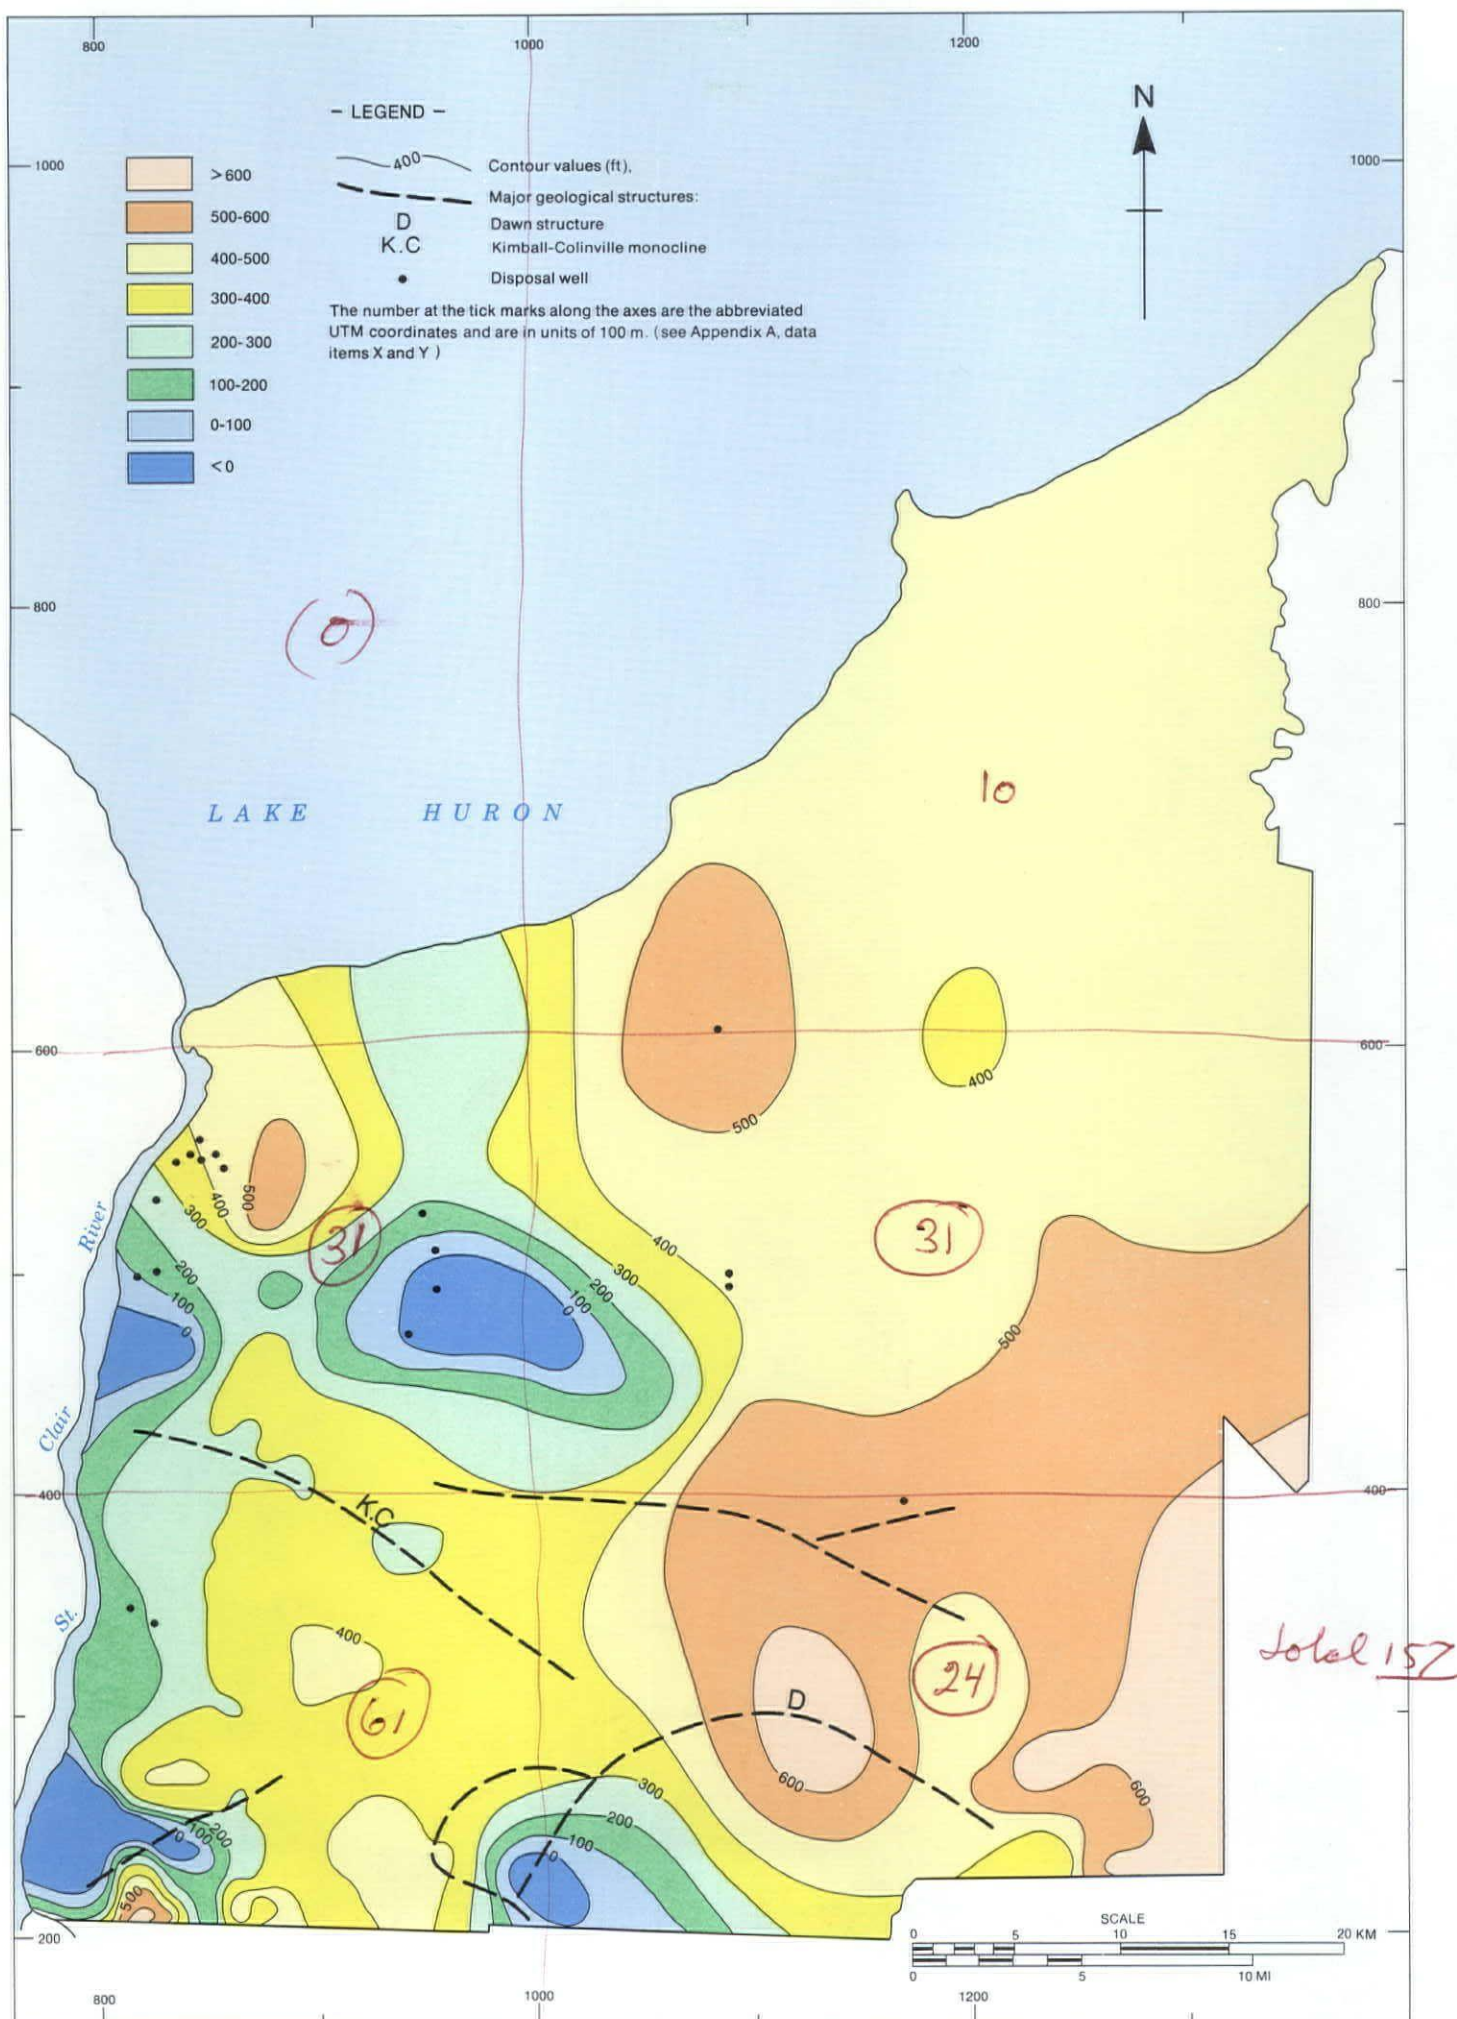 800
1000
1200
N
- LEGEND -
>600
500-600
400-500
300-400
200-300
100-200
0-100
<0
400
Contour values (ft),
Major geological structures:
D
Dawn structure
K.C
Kimball-Colinville monocline
Disposal well
The number at the tick marks along the axes are the abbreviated
UTM coordinates and are in units of 100 m. (see Appendix A, data
items X and Y )
1000
1000
800
800
(0)
LAKE HURON
10
600
600
400
500
River
300
400
500
31
31
400
300
200
100
0
200
100
0
500
Clair
400
400
K.C
St.
400
61
24
D
600
600
total 157
300
200
100
0
200
100
0
500
200
SCALE
0 5 10 15 20 KM
0 5 10 MI
800
1000
1200